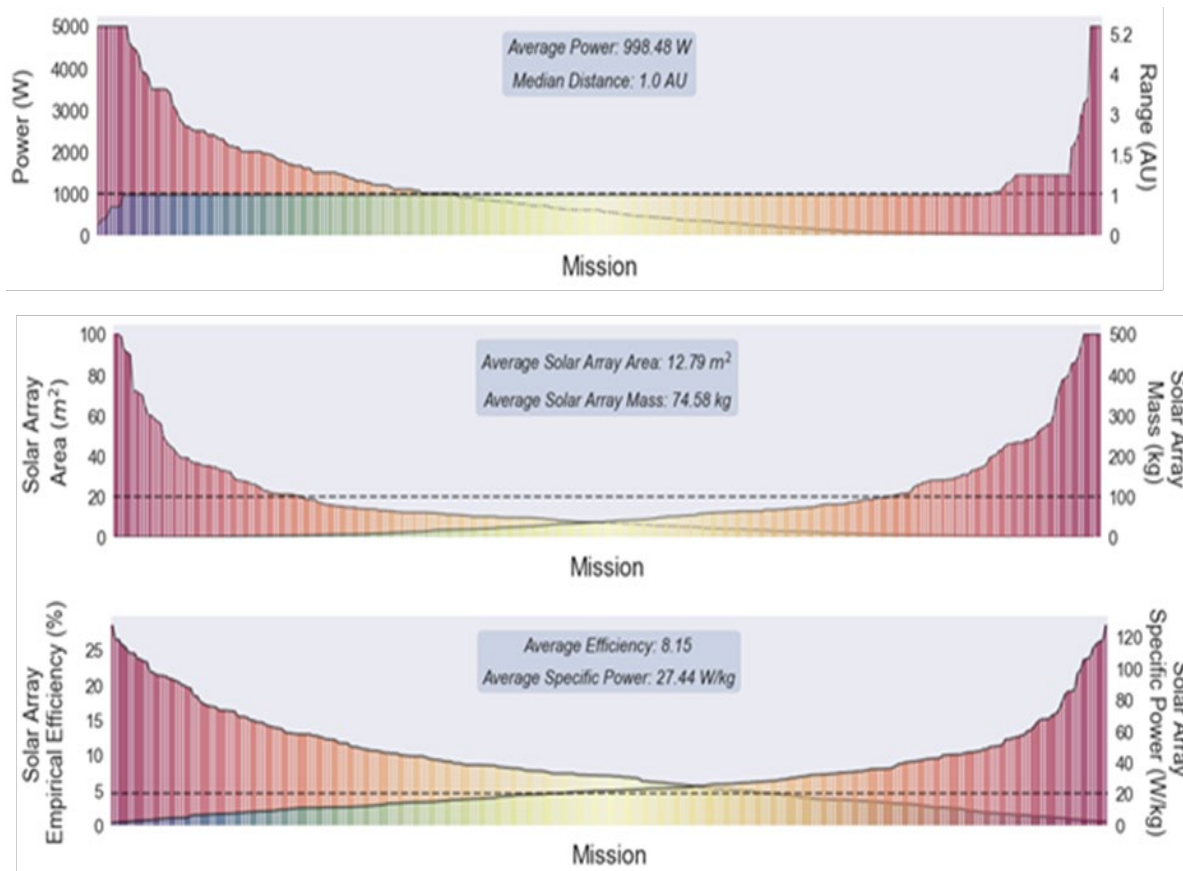 Power (W)
5000
4000
3000
2000
1000
0
Average Power: 998.48 W
Median Distance: 1.0 AU
5.2
4
3
1.5
1
0
Range (AU)
Mission
Solar Array
Area (m²)
100
80
60
40
20
0
Average Solar Array Area: 12.79 m²
Average Solar Array Mass: 74.58 kg
500
400
300
200
100
0
Solar Array
Mass (kg)
Mission
Solar Array
Empirical Efficiency (%)
25
20
15
10
5
0
Average Efficiency: 8.15
Average Specific Power: 27.44 W/kg
120
100
80
60
40
20
0
Solar Array
Specific Power (W/kg)
Mission